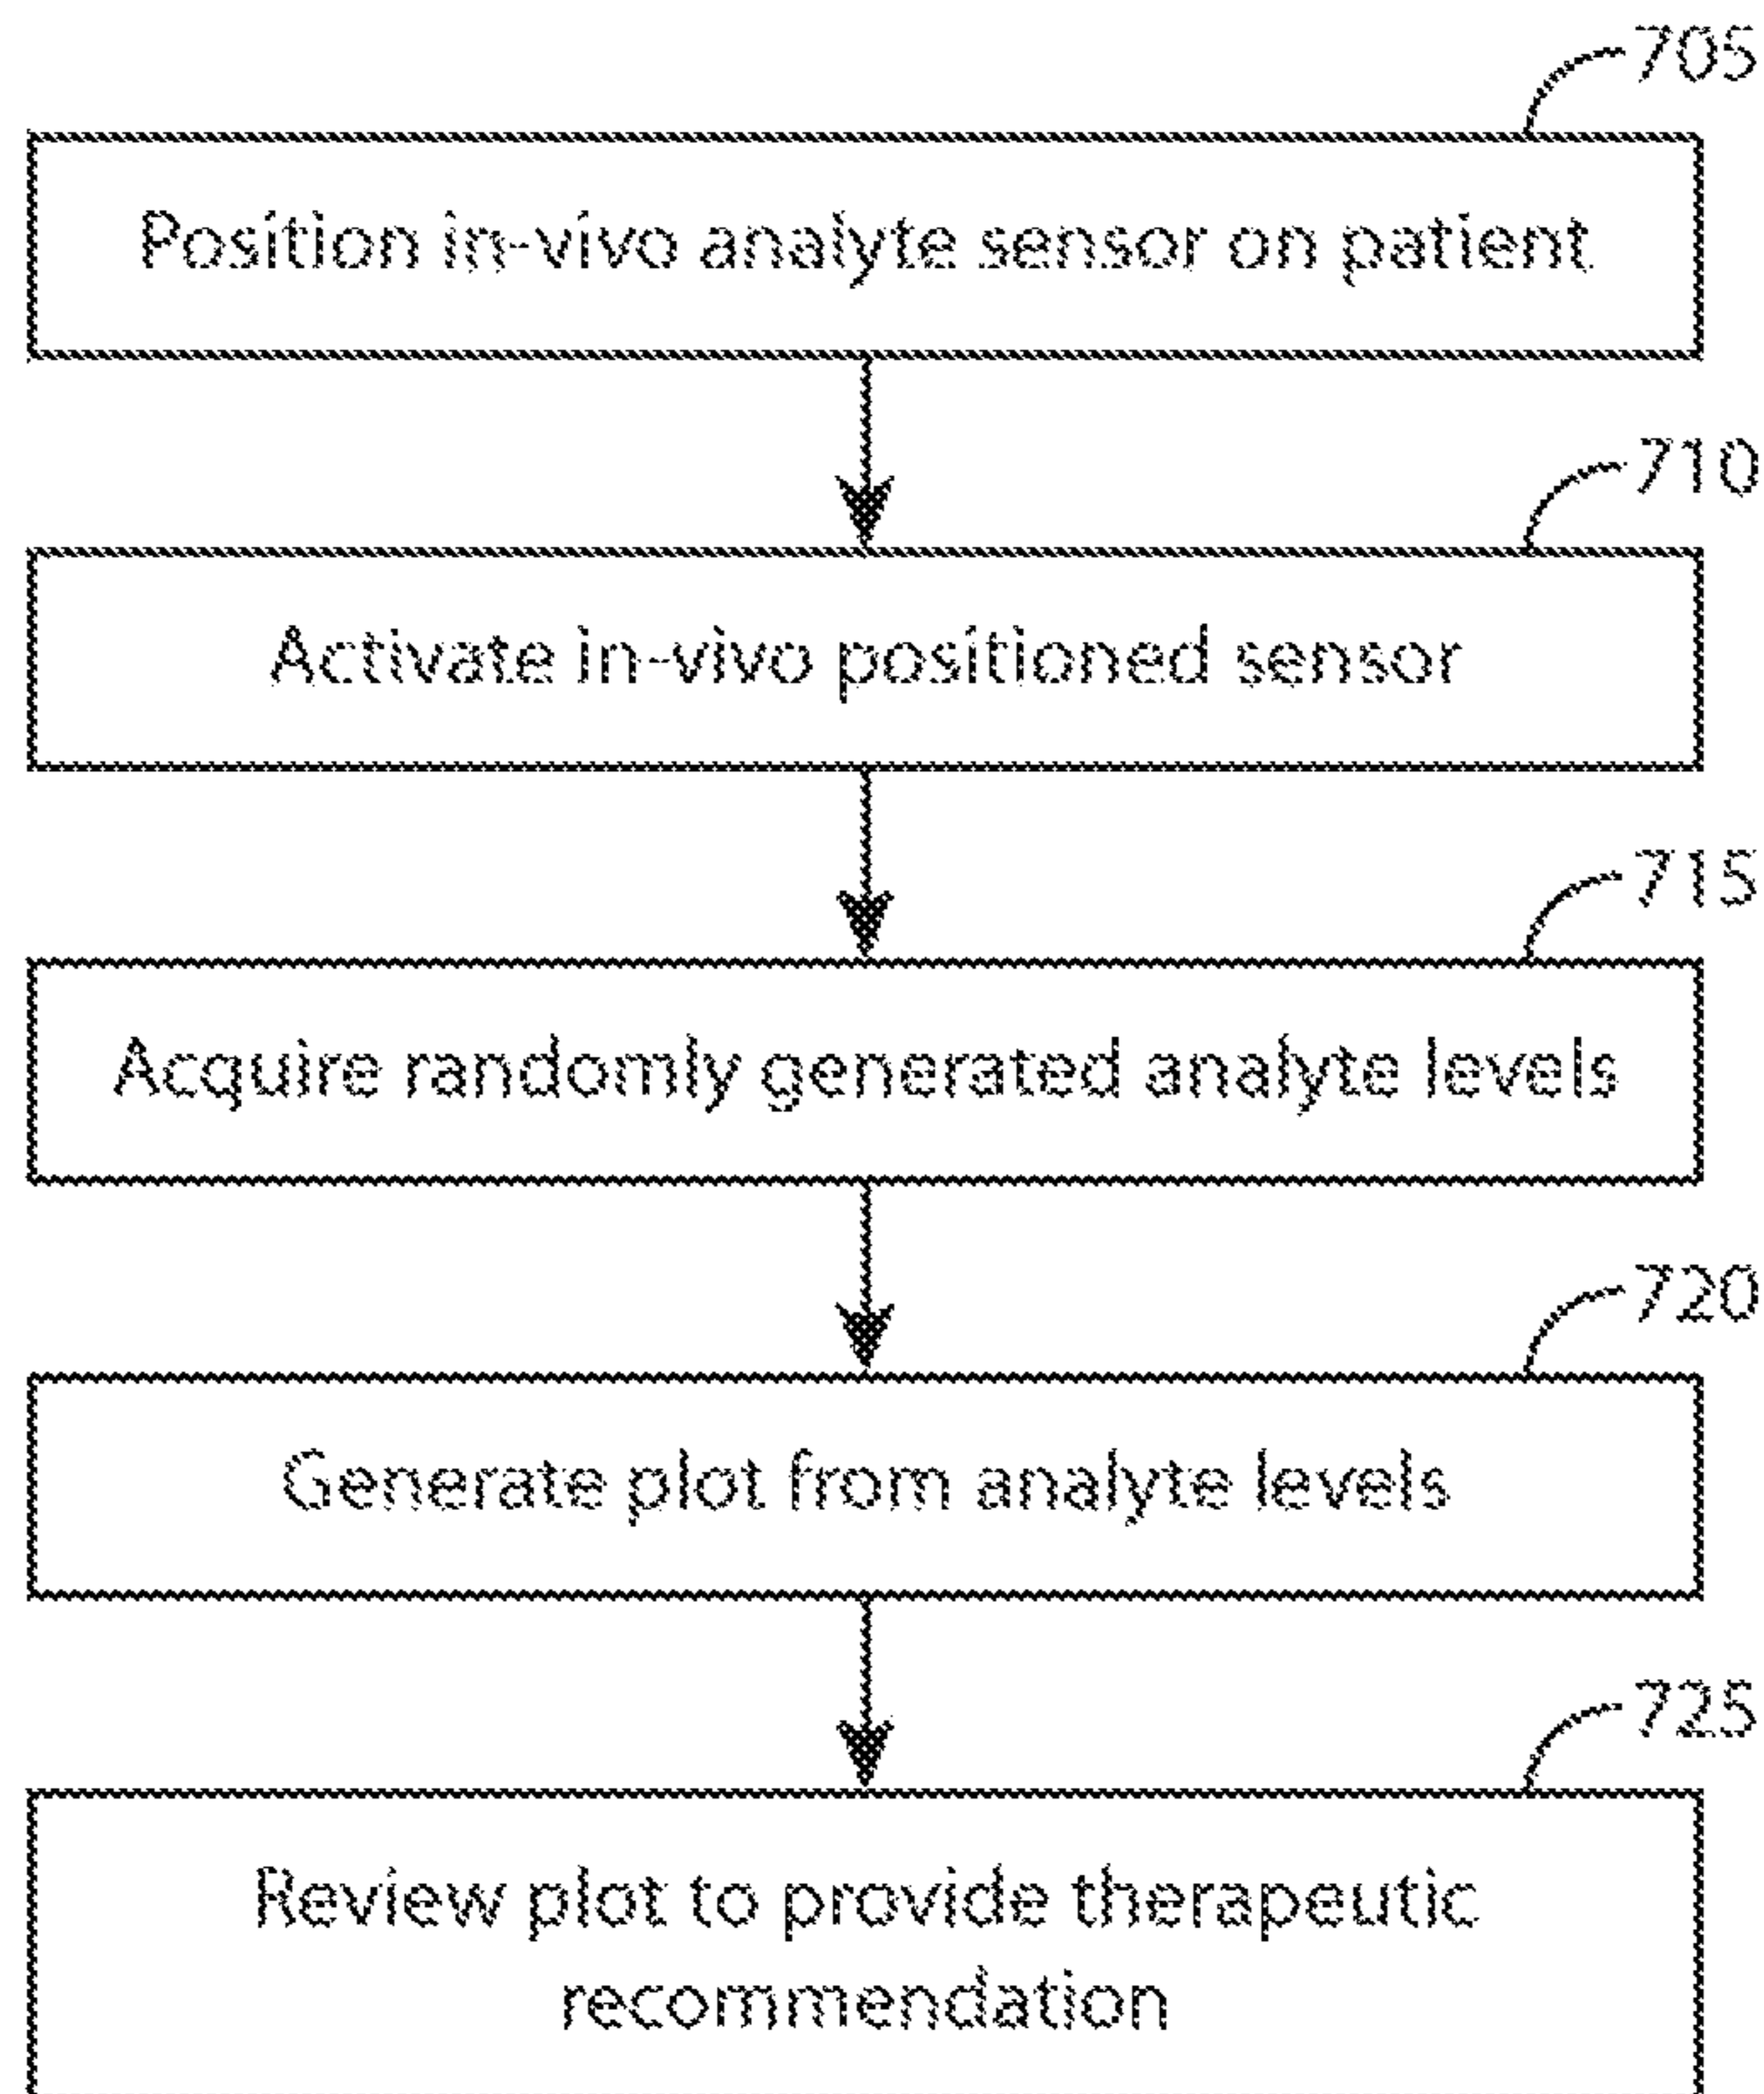 705
Position in-vivo analyte sensor on patient
710
Activate in-vivo positioned sensor
715
Acquire randomly generated analyte levels
720
Generate plot from analyte levels
725
Review plot to provide therapeutic
recommendation